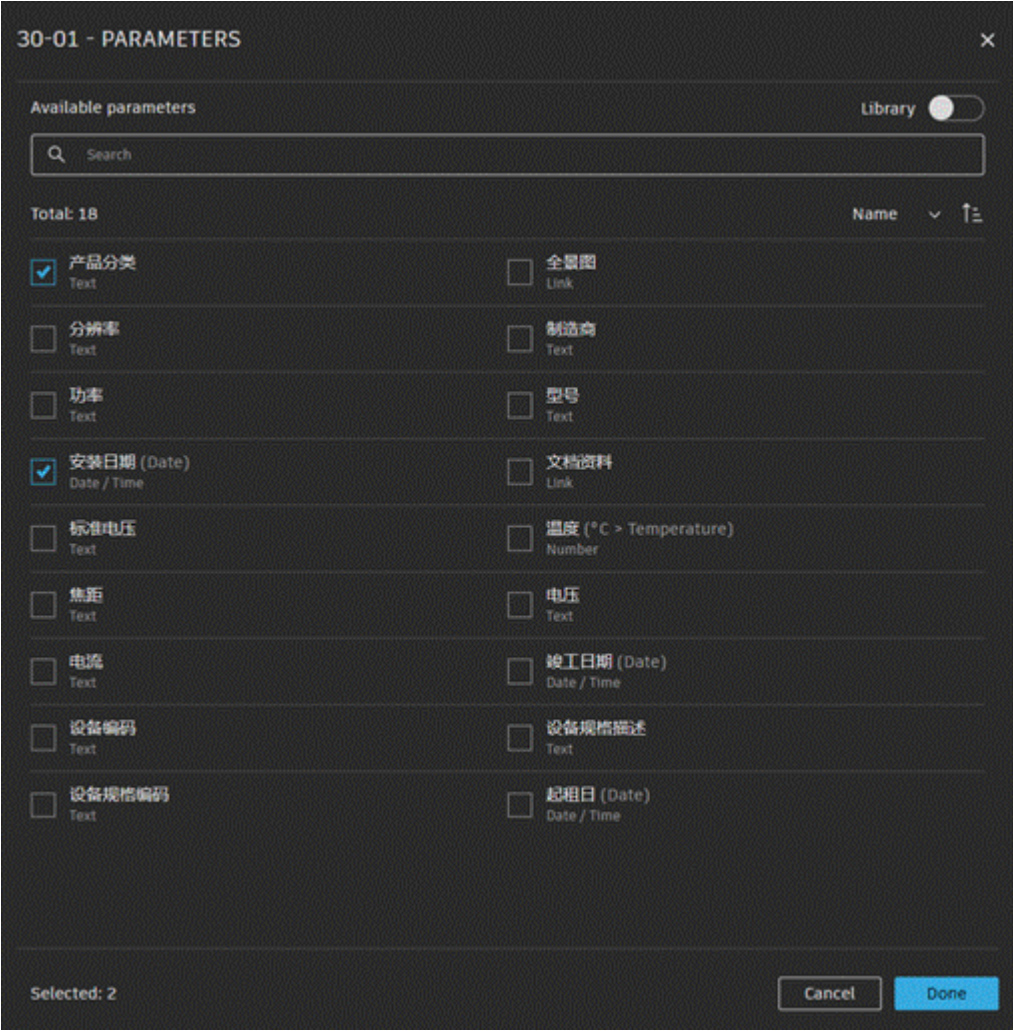 30-01 - PARAMETERS
Available parameters
Library
Search
Total: 18
Name
产品分类
Text
全景图
Link
分辨率
Text
制造商
Text
功率
Text
型号
Text
安装日期 (Date)
Date / Time
文档资料
Link
标准电压
Text
温度 (°C > Temperature)
Number
焦距
Text
电压
Text
电流
Text
竣工日期 (Date)
Date / Time
设备编码
Text
设备规格描述
Text
设备规格编码
Text
起租日 (Date)
Date / Time
Selected: 2
Cancel
Done